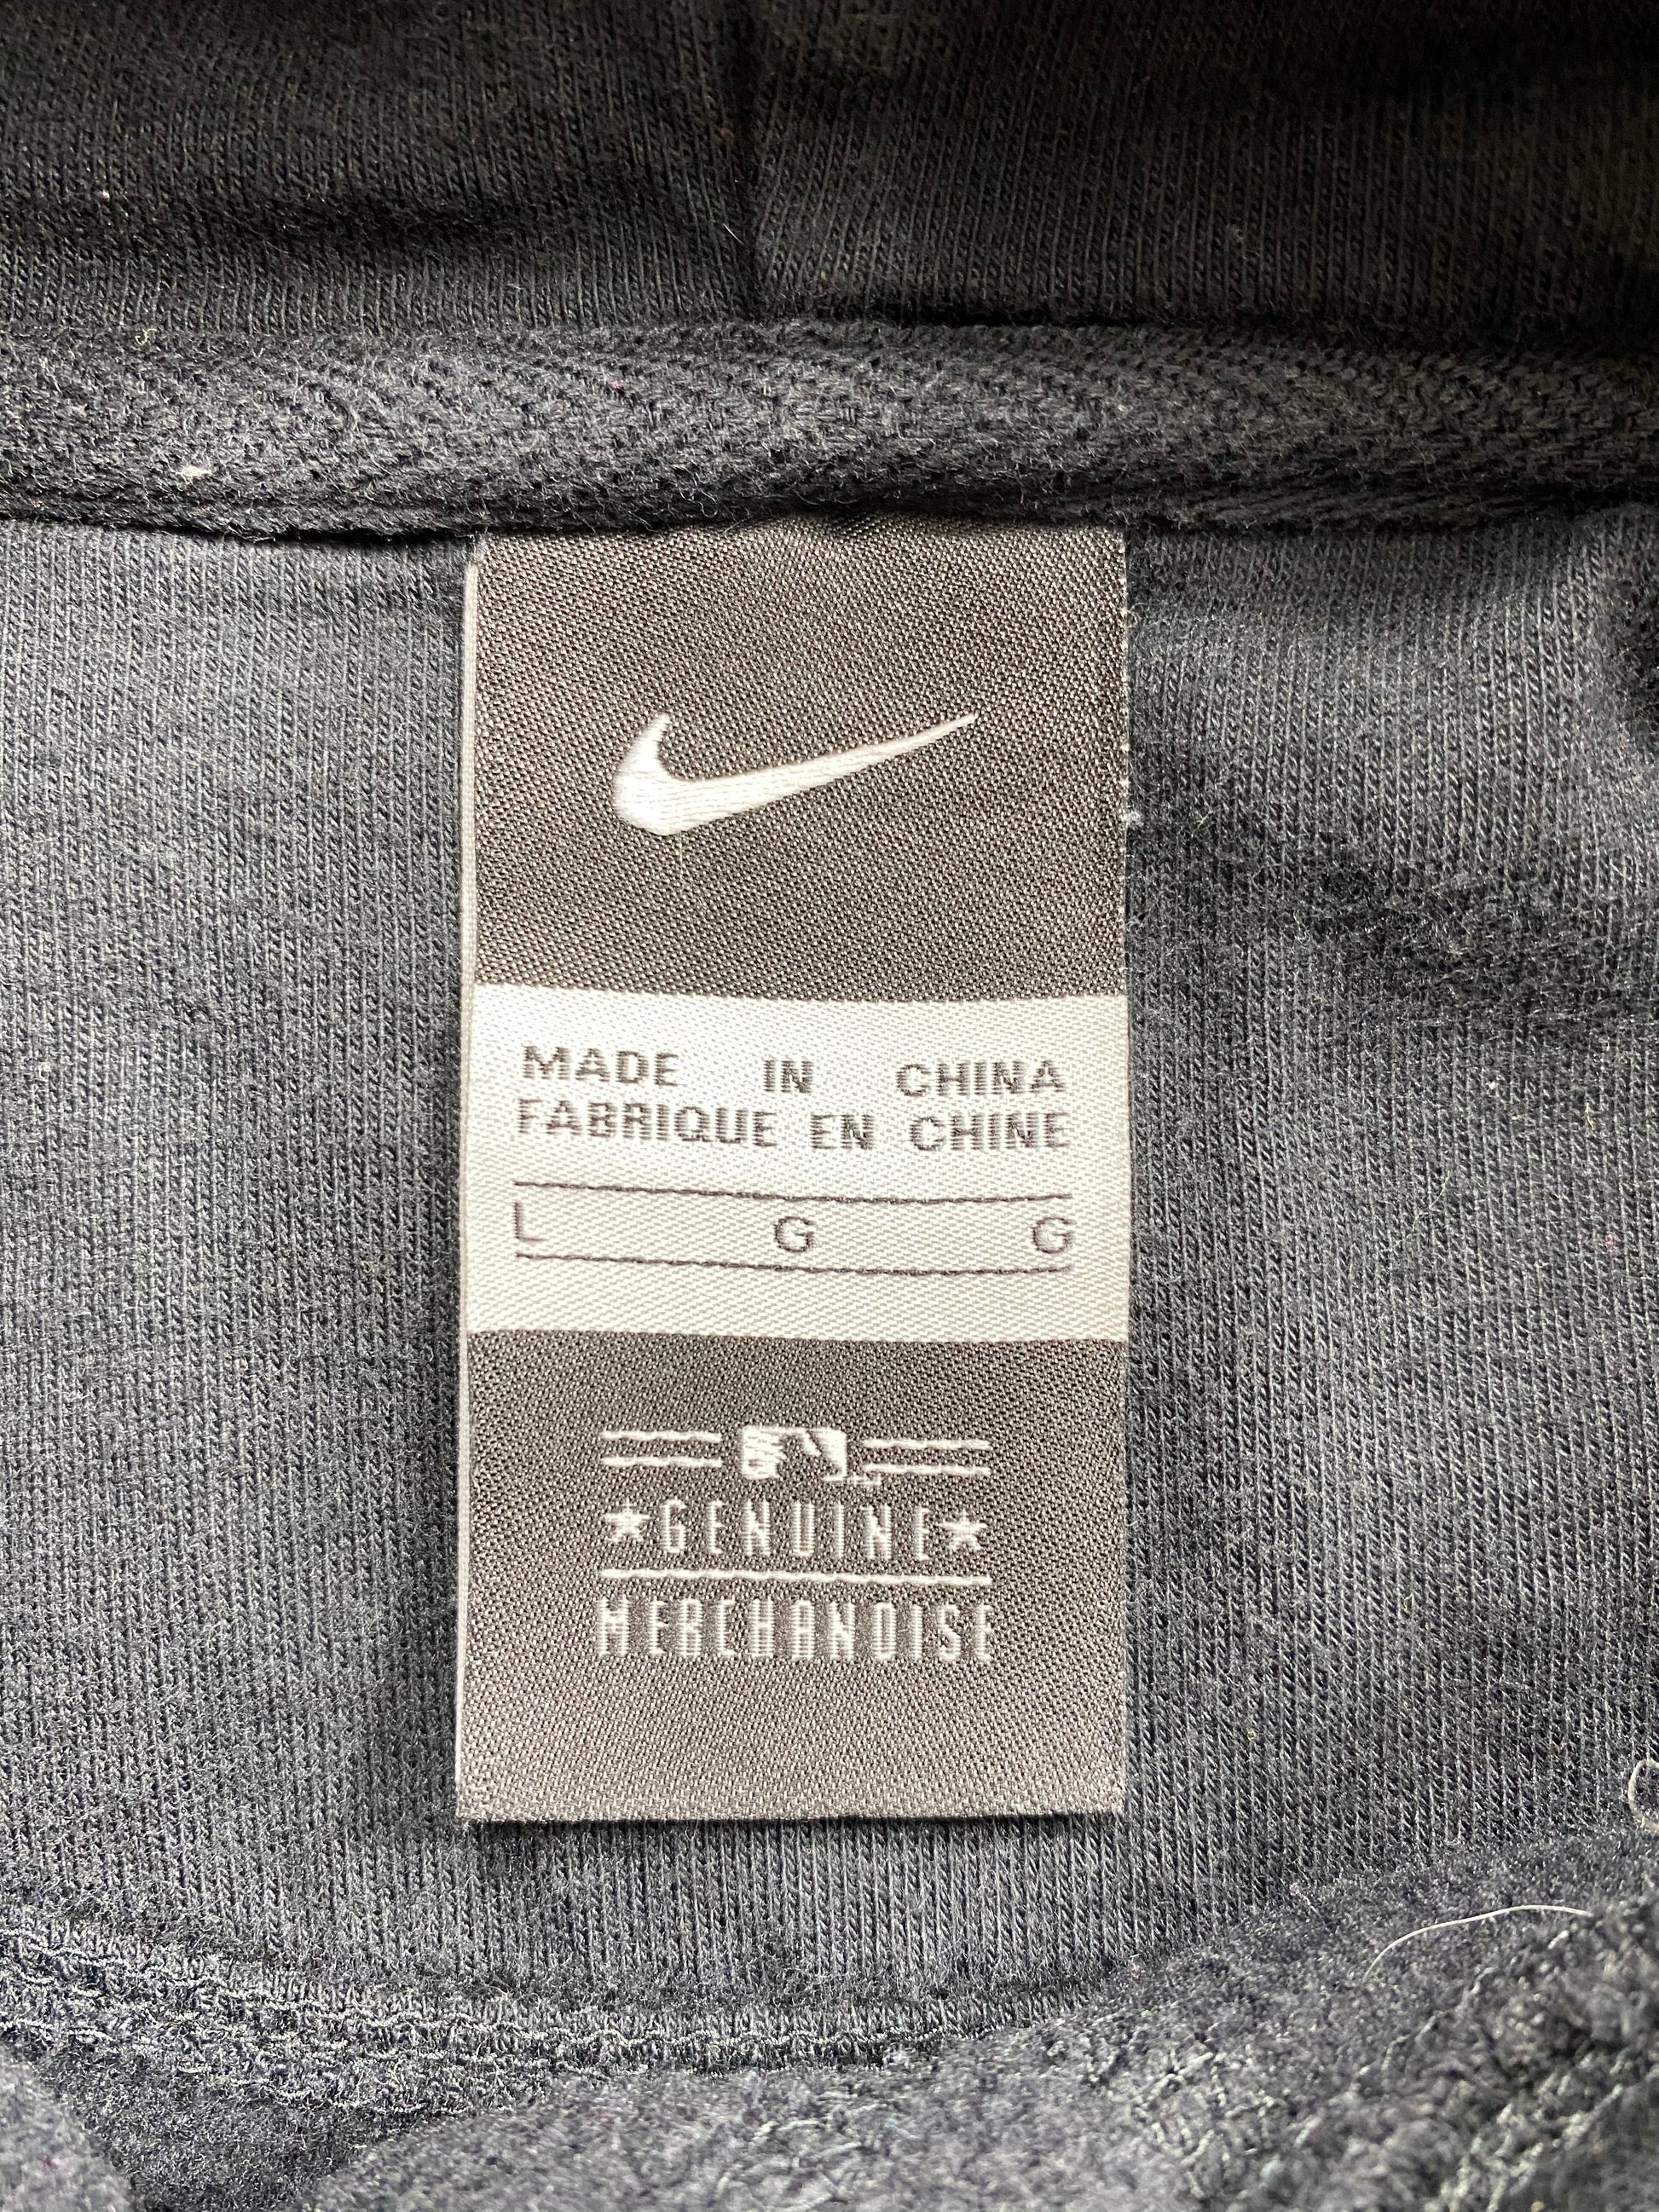 MADE IN CHINA
FABRIQUE EN CHINE
L G G
GENUINE
MERCHANDISE